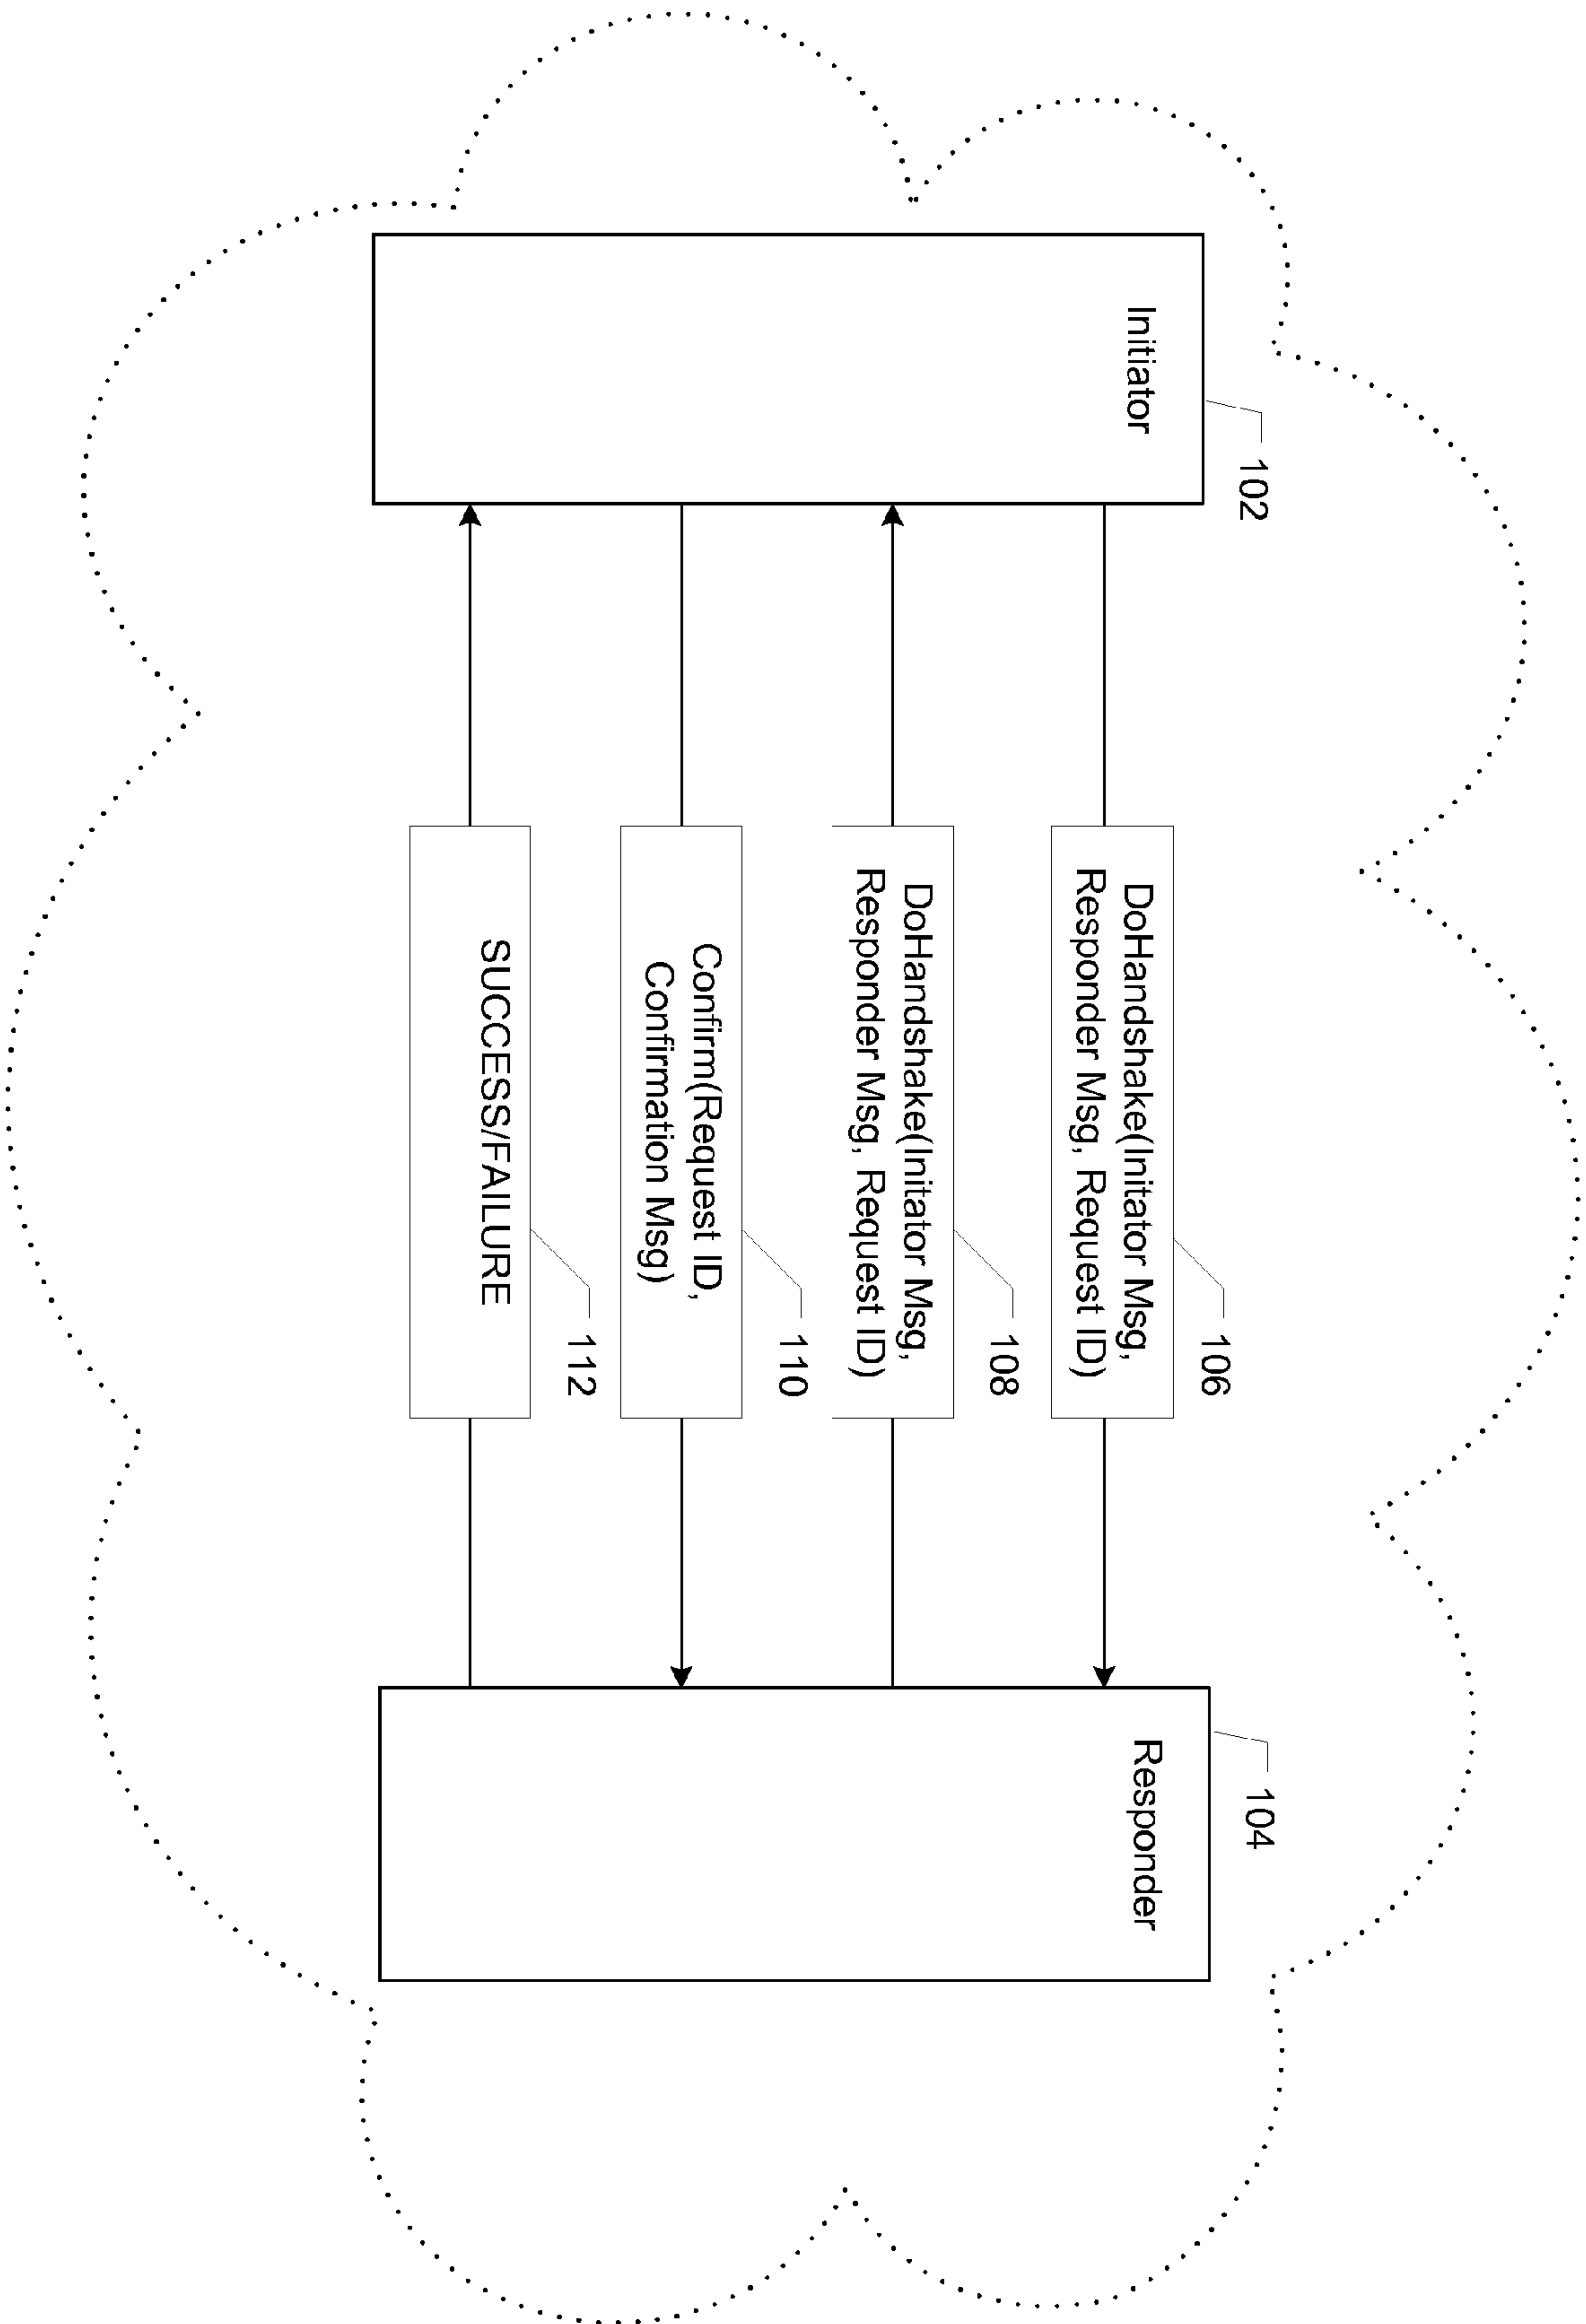 102
Initiator
104
Responder
106
DoHandshake(Initator Msg,
Responder Msg, Request ID)
108
DoHandshake(Initator Msg,
Responder Msg, Request ID)
110
Confirm(Request ID,
Confirmation Msg)
112
SUCCESS/FAILURE